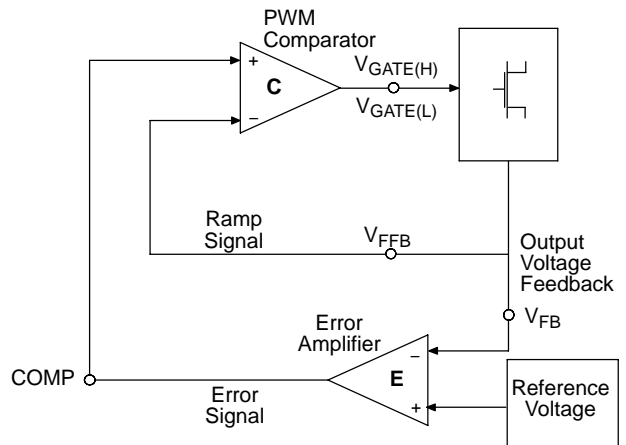 PWM
Comparator
+
C
−
VGATE(H)
VGATE(L)
Ramp
Signal
VFFB
Output
Voltage
Feedback
VFB
Error
Amplifier
−
E
+
COMP
Error
Signal
Reference
Voltage